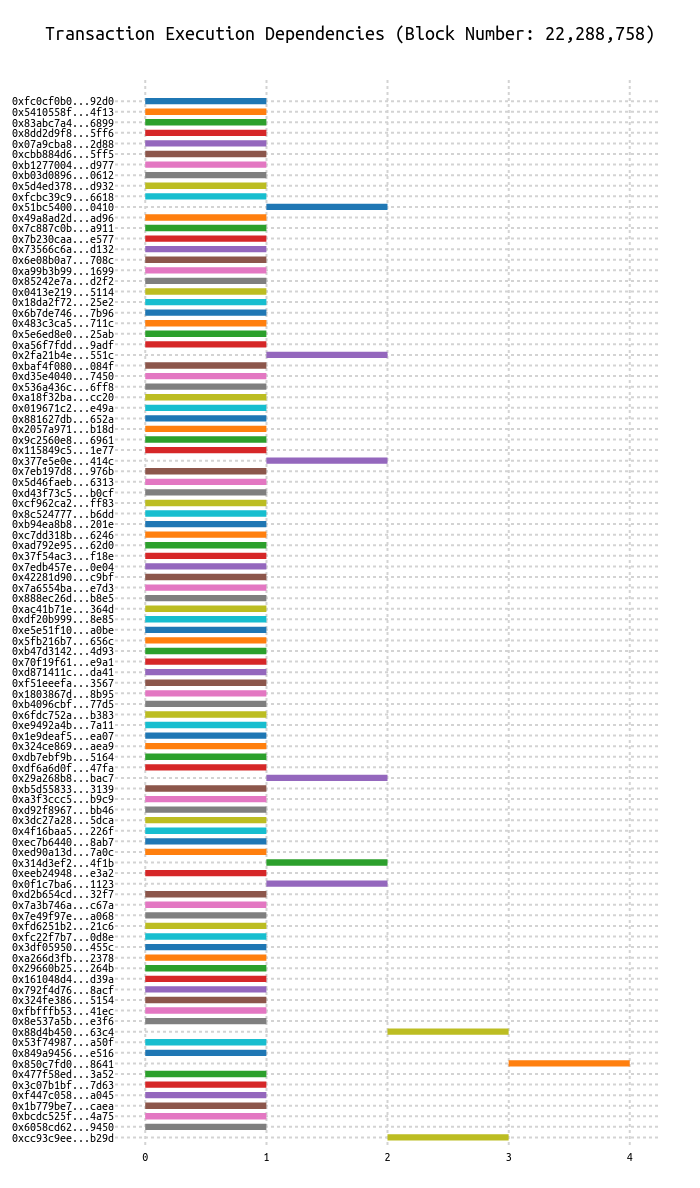 Transaction Execution Dependencies (Block Number: 22,288,758)
0xfc0cf0b0...92d0
0x5410558f...4f13
0x83abc7a4...6899
0x8dd2d9f8...5ff6
0x07a9cba8...2d88
0xcbb884d6...5ff5
0xb1277004...d977
0xb03d0896...0612
0x5d4ed378...d932
0xfcbc39c9...6618
0x51bc5400...0410
0x49a8ad2d...ad96
0x7c887c0b...a911
0x7b230caa...e577
0x73566c6a...d132
0x6e08b0a7...708c
0xa99b3b99...1699
0x85242e7a...d2f2
0x0413e219...5114
0x18da2f72...25e2
0x6b7de746...7b96
0x483c3ca5...711c
0x5e6ed8e0...25ab
0xa56f7fdd...9adf
0x2fa21b4e...551c
0xbaf4f080...084f
0xd35e4040...7450
0x536a436c...6ff8
0xa18f32ba...cc20
0x019671c2...e49a
0x881627db...652a
0x2057a971...b18d
0x9c2560e8...6961
0x115849c5...1e77
0x377e5e0e...414c
0x7eb197d8...976b
0x5d46faeb...6313
0xd43f73c5...b0cf
0xcf962ca2...ff83
0x8c524777...b6dd
0xb94ea8b8...201e
0xc7dd318b...6246
0xad792e95...62d0
0x37f54ac3...f18e
0x7edb457e...0e04
0x42281d90...c9bf
0x7a6554ba...e7d3
0x888ec26d...b8e5
0xac41b71e...364d
0xdf20b999...8e85
0xe5e51f10...a0be
0x5fb216b7...656c
0xb47d3142...4d93
0x70f19f61...e9a1
0xd871411c...da41
0xf51eeefa...3567
0x1803867d...8b95
0xb4096cbf...77d5
0x6fdc752a...b383
0xe9492a4b...7a11
0x1e9deaf5...ea07
0x324ce869...aea9
0xdb7ebf9b...5164
0xdf6a6d0f...47fa
0x29a268b8...bac7
0xb5d55833...3139
0xa3f3ccc5...b9c9
0xd92f8967...bb46
0x3dc27a28...5dca
0x4f16baa5...226f
0xec7b6440...8ab7
0xed90a13d...7a0c
0x314d3ef2...4f1b
0xeeb24948...e3a2
0x0f1c7ba6...1123
0xd2b654cd...32f7
0x7a3b746a...c67a
0x7e49f97e...a068
0xfd6251b2...21c6
0xfc22f7b7...0d8e
0x3df05950...455c
0xa266d3fb...2378
0x29660b25...264b
0x161048d4...d39a
0x792f4d76...8acf
0x324fe386...5154
0xfbfffb53...41ec
0x8e537a5b...e3f6
0x88d4b450...63c4
0x53f74987...a50f
0x849a9456...e516
0x850c7fd0...8641
0x477f58ed...3a52
0x3c07b1bf...7d63
0xf447c058...a045
0x1b779be7...caea
0xbcdc525f...4a75
0x6058cd62...9450
0xcc93c9ee...b29d
0 1 2 3 4